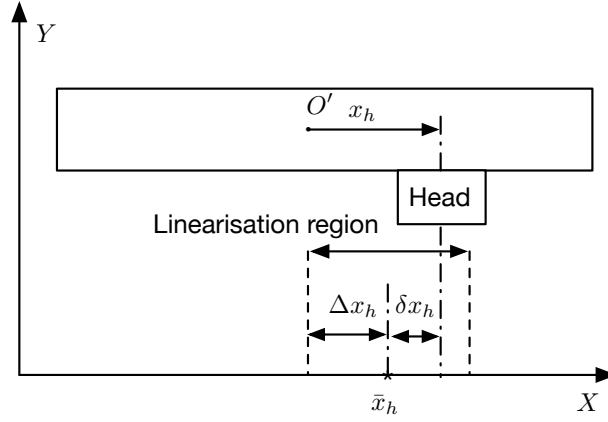 Y
O′ x_h
Head
Linearisation region
Δx_h δx_h
x̄_h X